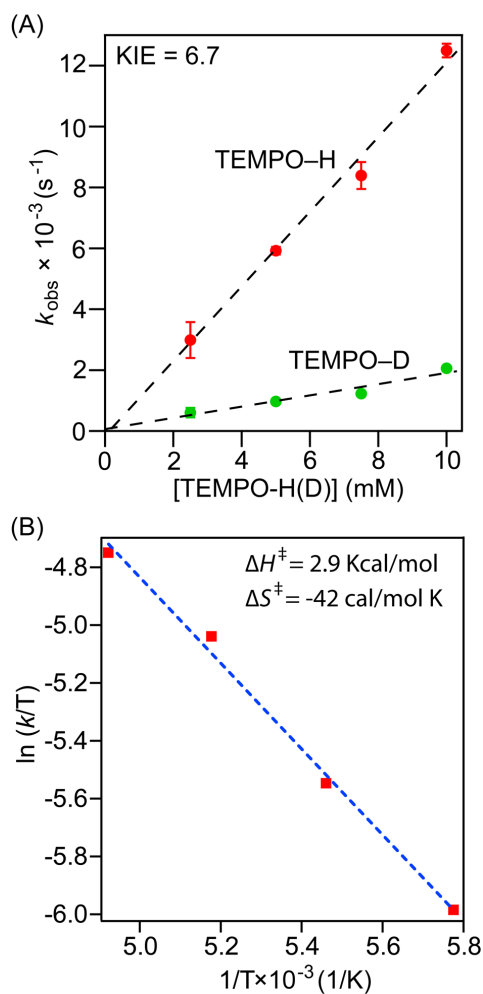 (A)
KIE = 6.7
TEMPO–H
TEMPO–D
12
10
8
6
4
2
0
k_obs × 10⁻³ (s⁻¹)
0 2 4 6 8 10
[TEMPO-H(D)] (mM)
(B)
ΔH‡ = 2.9 Kcal/mol
ΔS‡ = -42 cal/mol K
-4.8
-5.0
-5.2
-5.4
-5.6
-5.8
-6.0
ln (k/T)
5.0 5.2 5.4 5.6 5.8
1/T×10⁻³ (1/K)